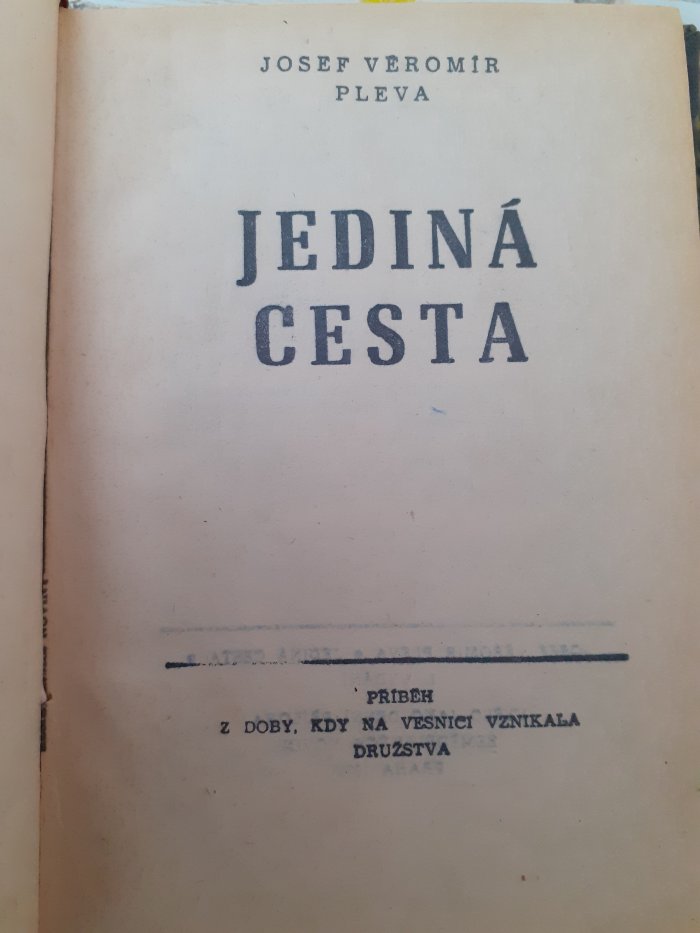 JOSEF VĚROMÍR
PLEVA
JEDINÁ
CESTA
PŘÍBĚH
Z DOBY, KDY NA VESNICI VZNIKALA
DRUŽSTVA